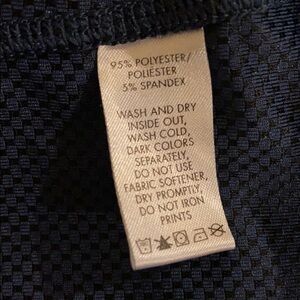 95% POLYESTER/
POLIESTER
5% SPANDEX
WASH AND DRY
INSIDE OUT,
WASH COLD,
DARK COLORS
SEPARATELY,
DO NOT USE
FABRIC SOFTENER,
DRY PROMPTLY,
DO NOT IRON
PRINTS